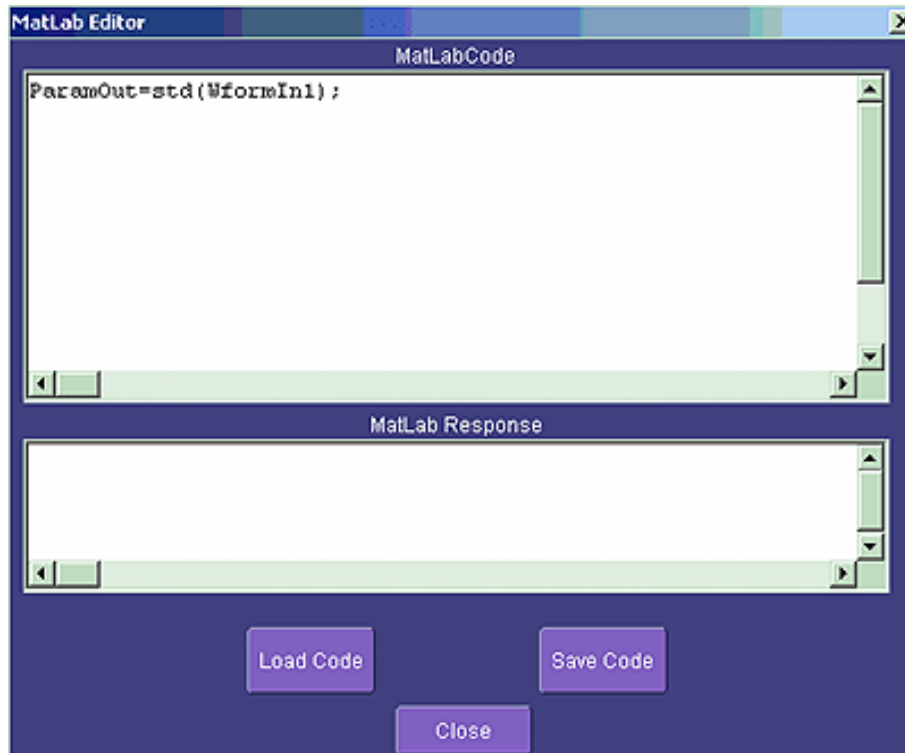 MatLab Editor
MatLabCode
ParamOut=std(WformIn1);
MatLab Response
Load Code
Save Code
Close